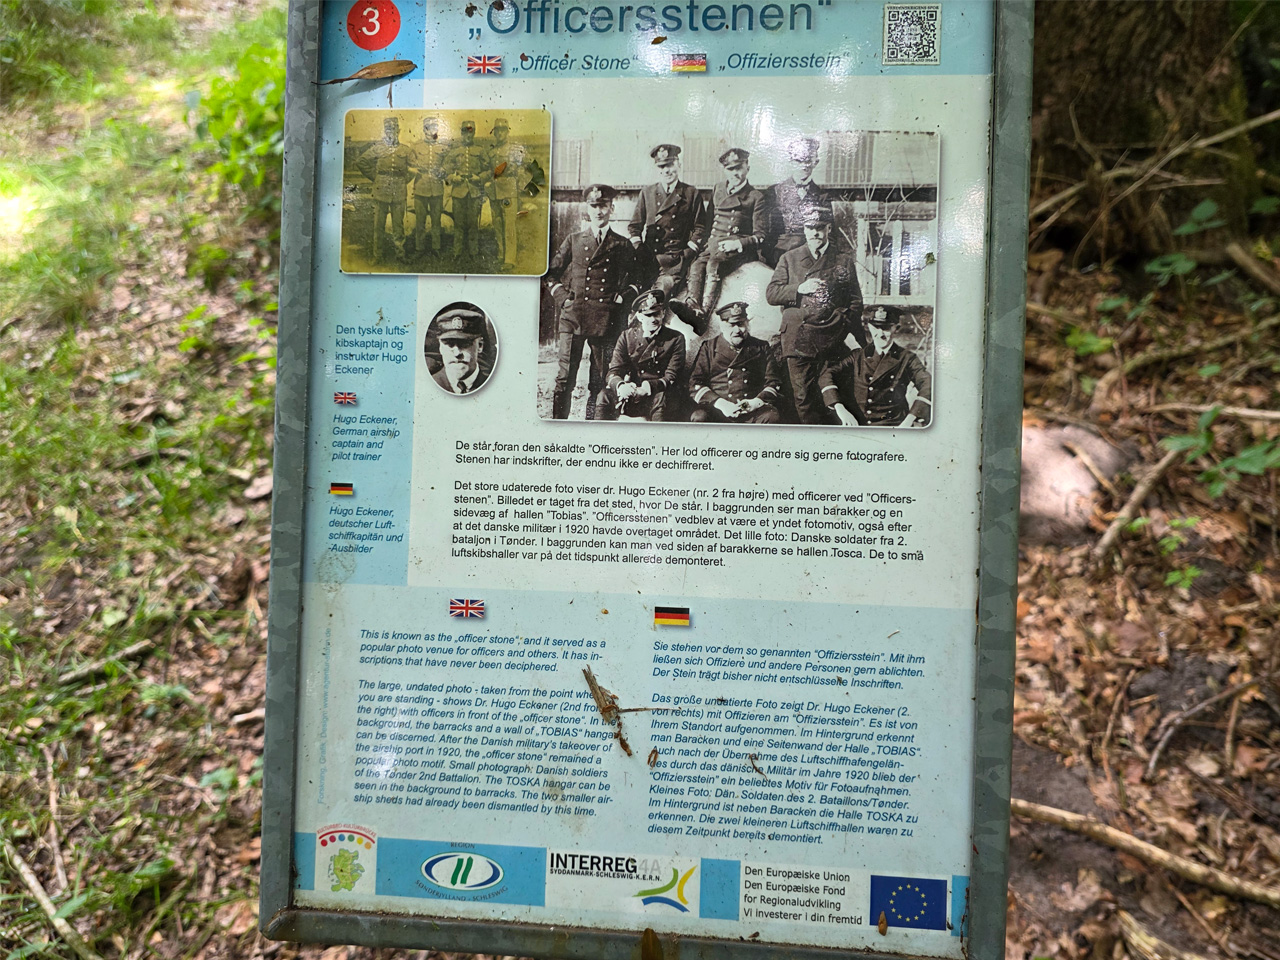 3
„Officersstenen“
„Officer Stone“
„Offiziersstein“
Den tyske lufts-
kibskaptajn og
instruktør Hugo
Eckener
Hugo Eckener,
German airship
captain and
pilot trainer
Hugo Eckener,
deutscher Luft-
schiffkapitän und
-Ausbilder
De står foran den såkaldte "Officerssten". Her lod officerer og andre sig gerne fotografere.
Stenen har indskrifter, der endnu ikke er dechiffreret.
Det store udaterede foto viser dr. Hugo Eckener (nr. 2 fra højre) med officerer ved "Officers-
stenen". Billedet er taget fra det sted, hvor De står. I baggrunden ser man barakker og en
sidevæg af hallen "Tobias". "Officersstenen" vedblev at være et yndet fotomotiv, også efter
at det danske militær i 1920 havde overtaget området. Det lille foto: Danske soldater fra 2.
bataljon i Tønder. I baggrunden kan man ved siden af barakkerne se hallen Tosca. De to små
luftskibshaller var på det tidspunkt allerede demonteret.
This is known as the „officer stone“, and it served as a
popular photo venue for officers and others. It has in-
scriptions that have never been deciphered.
The large, undated photo - taken from the point where
you are standing - shows Dr. Hugo Eckener (2nd from
the right) with officers in front of the „officer stone“. In the
background, the barracks and a wall of „TOBIAS“ hangar
can be discerned. After the Danish military's takeover of
the airship port in 1920, the „officer stone“ remained a
popular photo motif. Small photograph: Danish soldiers
of the Tønder 2nd Battalion. The TOSKA hangar can be
seen in the background to barracks. The two smaller air-
ship sheds had already been dismantled by this time.
Sie stehen vor dem so genannten "Offiziersstein". Mit ihm
ließen sich Offiziere und andere Personen gern ablichten.
Der Stein trägt bisher nicht entschlüsselte Inschriften.
Das große undatierte Foto zeigt Dr. Hugo Eckener (2.
von rechts) mit Offizieren am "Offiziersstein". Es ist von
Ihrem Standort aufgenommen. Im Hintergrund erkennt
man Baracken und eine Seitenwand der Halle „TOBIAS“.
Auch nach der Übernahme des Luftschiffhafengelän-
des durch das dänische Militär im Jahre 1920 blieb der
"Offiziersstein" ein beliebtes Motiv für Fotoaufnahmen.
Kleines Foto: Dän. Soldaten des 2. Bataillons/Tønder.
Im Hintergrund ist neben Baracken die Halle TOSKA zu
erkennen. Die zwei kleineren Luftschiffhallen waren zu
diesem Zeitpunkt bereits demontiert.
REGION
SØNDERJYLLAND - SCHLESWIG
INTERREG4A
SYDDANMARK-SCHLESWIG-K.E.R.N.
Den Europæiske Union
Den Europæiske Fond
for Regionaludvikling
Vi investerer i din fremtid